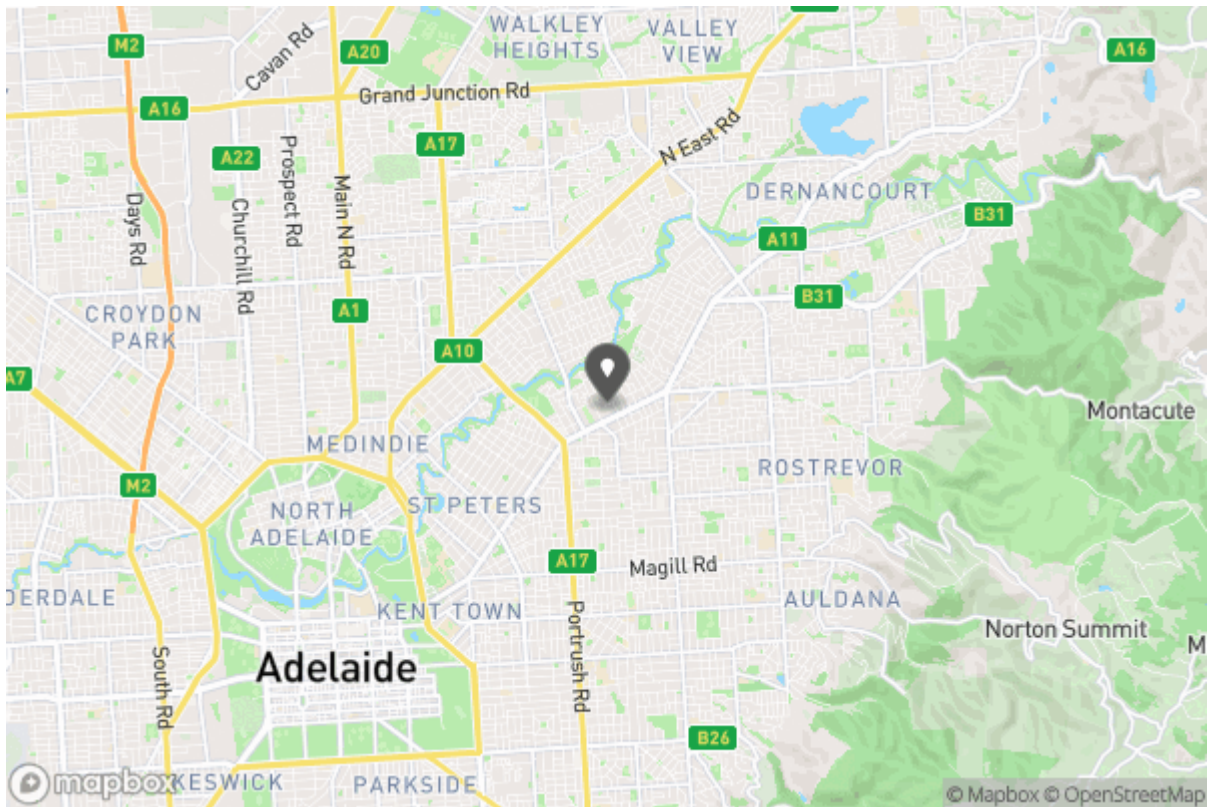 WALKLEY
HEIGHTS
VALLEY
VIEW
M2
Cavan Rd
A20
A16
Grand Junction Rd
A16
A17
N East Rd
A22
Prospect Rd
Main N Rd
Days Rd
Churchill Rd
DERNANCOURT
B31
A11
B31
CROYDON
PARK
A1
A10
A7
Montacute
MEDINDIE
ROSTREVOR
M2
ST PETERS
NORTH
ADELAIDE
A17
Magill Rd
DERDALE
KENT TOWN
AULDANA
Portrush Rd
Norton Summit
M
South Rd
Adelaide
B26
mapbox
KESWICK
PARKSIDE
© Mapbox © OpenStreetMap